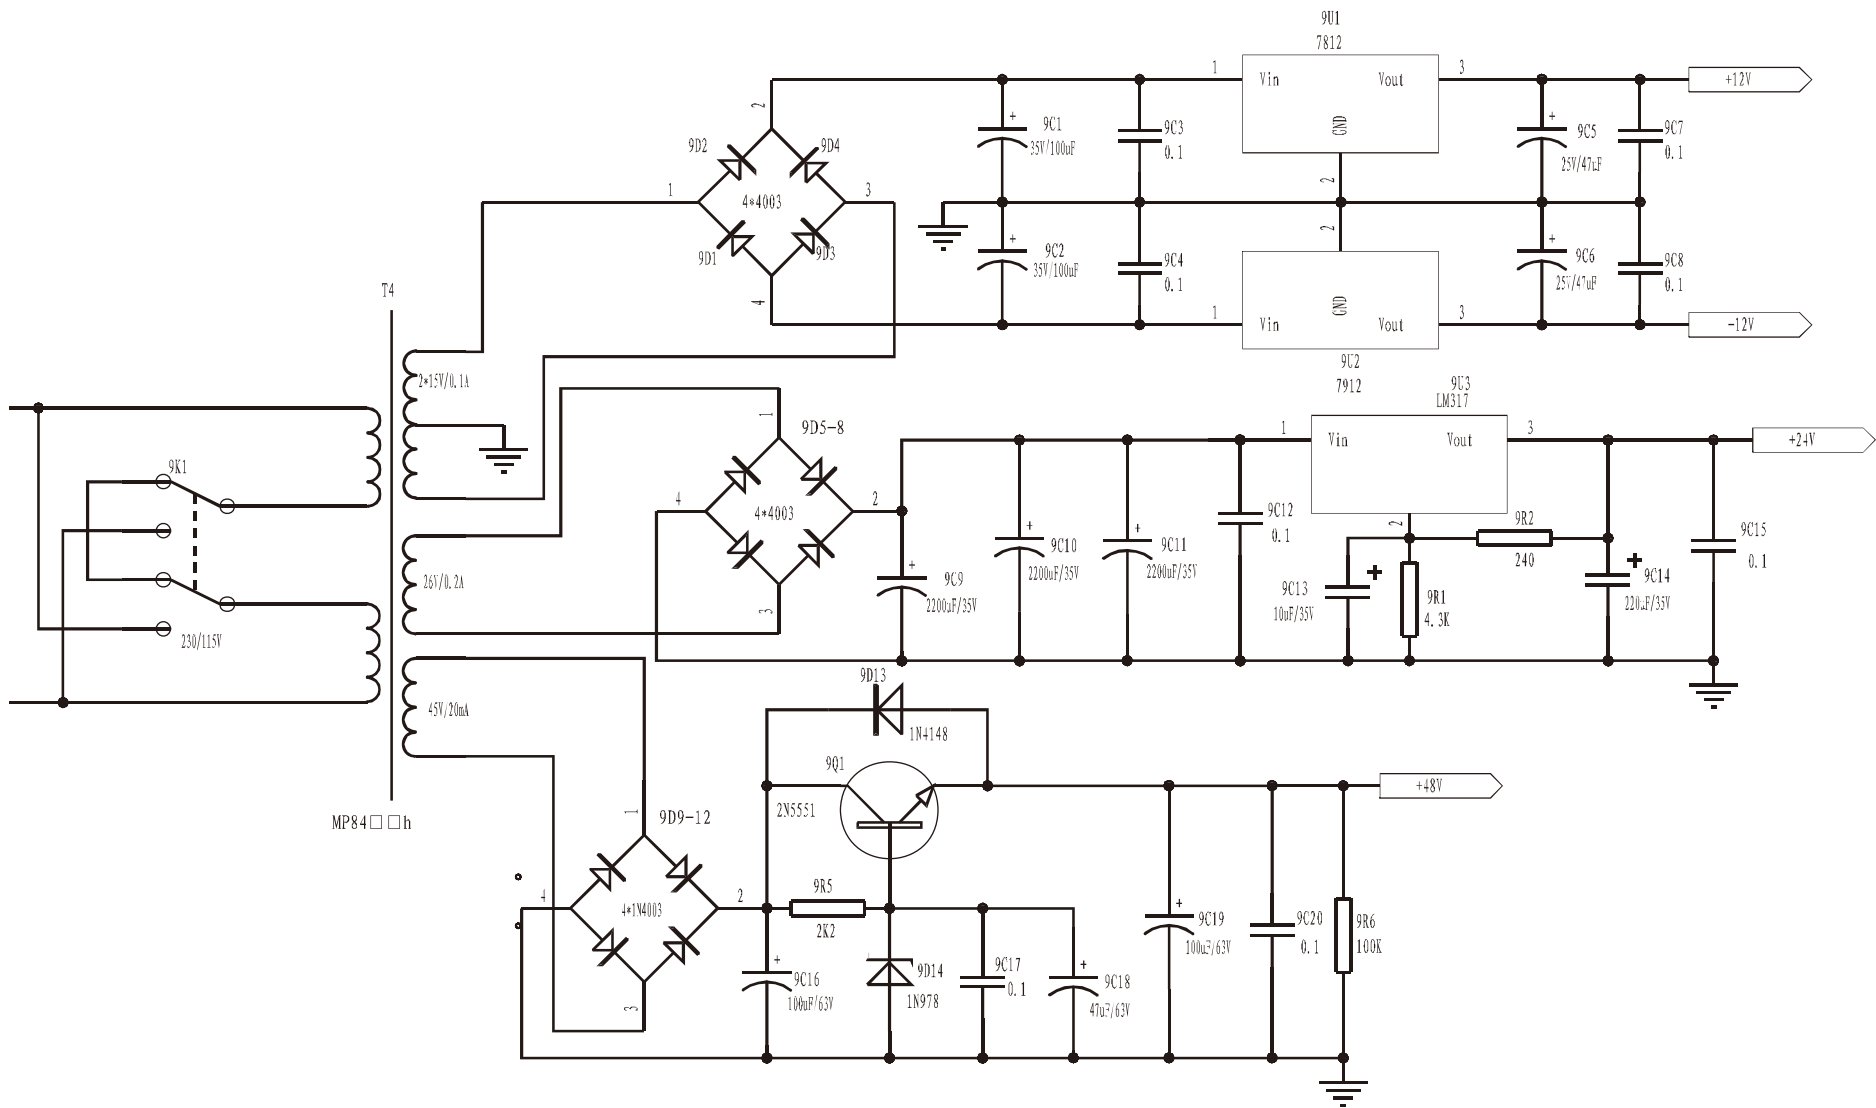 9U1
7812
1
Vin
Vout
3
+12V
GND
2
9D2
9D4
2
1
3
4*4003
9D1
9D3
4
9C1
35V/100uF
9C3
0.1
9C5
25V/47uF
9C7
0.1
2
9C2
35V/100uF
9C4
0.1
9C6
25V/47uF
9C8
0.1
GND
1
Vin
Vout
3
-12V
9U2
7912
T4
2*15V/0.1A
26V/0.2A
45V/20mA
MP84□□h
9K1
230/115V
9D5-8
1
4
2
4*4003
3
9U3
LM317
1
Vin
Vout
3
+24V
2
9C9
2200uF/35V
9C10
2200uF/35V
9C11
2200uF/35V
9C12
0.1
9C13
10uF/35V
9R1
4.3K
9R2
240
9C14
220uF/35V
9C15
0.1
9D13
1N4148
9Q1
2N5551
+48V
9D9-12
1
4
2
4*1N4003
3
9R5
2K2
9C16
100uF/63V
9D14
1N978
9C17
0.1
9C18
47uF/63V
9C19
100uF/63V
9C20
0.1
9R6
100K